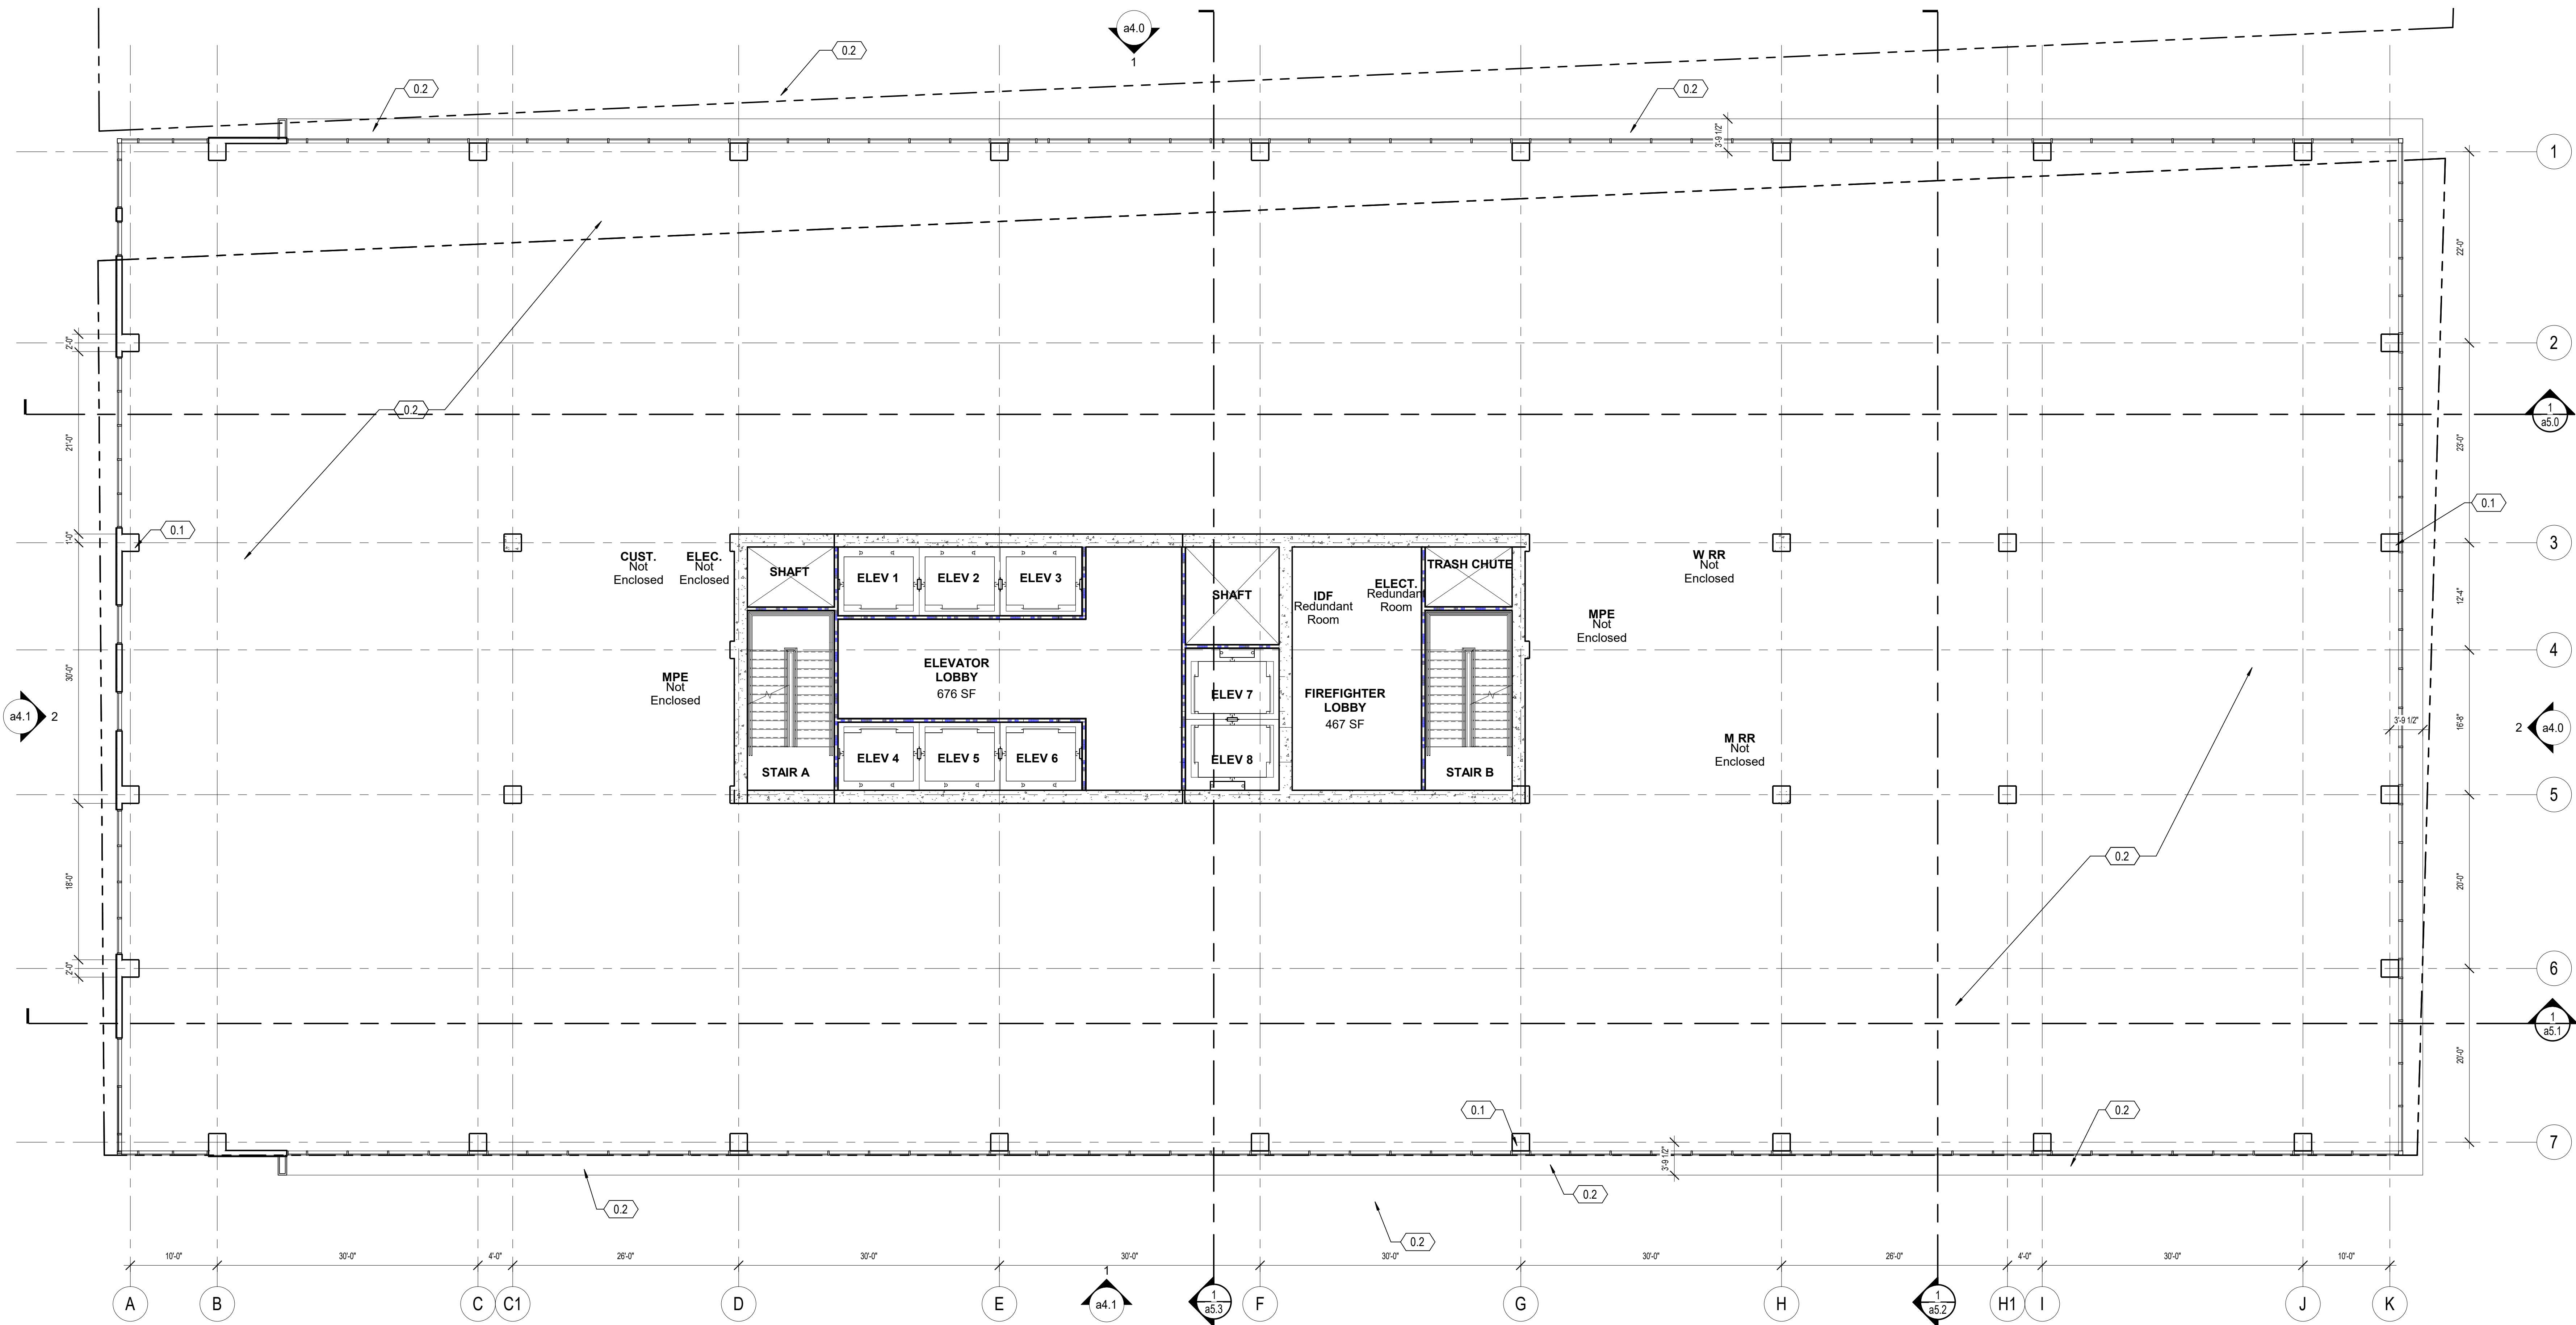 a4.0
1
0.2
0.2
0.2
3'-9 1/2"
1
22'-0"
2'-0"
2
0.2
1
a5.0
21'-0"
23'-0"
0.1
0.1
1'-0"
3
CUST.
Not
Enclosed
ELEC.
Not
Enclosed
SHAFT
ELEV 1
ELEV 2
ELEV 3
SHAFT
IDF
Redundant
Room
ELECT.
Redundant
Room
TRASH CHUTE
W RR
Not
Enclosed
MPE
Not
Enclosed
12'-4"
4
30'-0"
MPE
Not
Enclosed
ELEVATOR
LOBBY
676 SF
ELEV 7
FIREFIGHTER
LOBBY
467 SF
a4.1
2
3'-9 1/2"
16'-8"
2
a4.0
M RR
Not
Enclosed
STAIR A
ELEV 4
ELEV 5
ELEV 6
ELEV 8
STAIR B
5
0.2
18'-0"
20'-0"
2'-0"
6
1
a5.1
20'-0"
0.1
0.2
7
3'-9 1/2"
0.2
0.2
0.2
10'-0"
30'-0"
4'-0"
26'-0"
30'-0"
30'-0"
30'-0"
30'-0"
26'-0"
4'-0"
30'-0"
10'-0"
A
B
C
C1
D
E
1
a4.1
1
a5.3
F
G
H
1
a5.2
H1
I
J
K